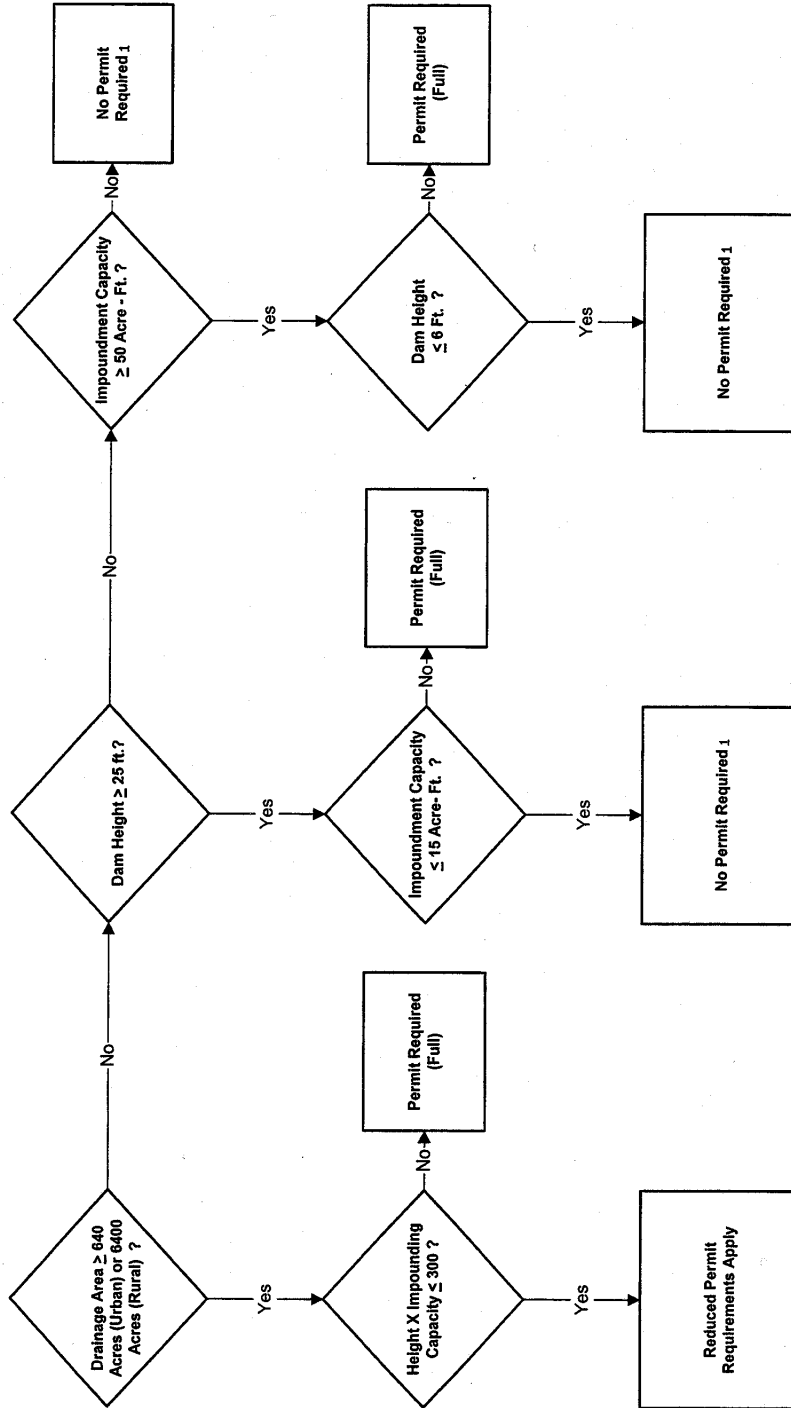 Drainage Area ≥ 640
Acres (Urban) or 6400
Acres (Rural) ?
No
Dam Height ≥ 25 ft.?
No
Impoundment Capacity
≥ 50 Acre - Ft. ?
No
No Permit
Required 1
Yes
Yes
Yes
Height X Impounding
Capacity ≤ 300 ?
No
Permit Required
(Full)
Impoundment Capacity
≤ 15 Acre- Ft. ?
No
Permit Required
(Full)
Dam Height
≤ 6 Ft. ?
No
Permit Required
(Full)
Yes
Yes
Yes
Reduced Permit
Requirements Apply
No Permit Required 1
No Permit Required 1